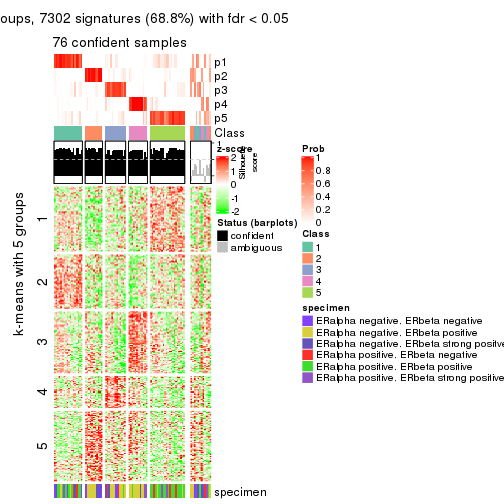 oups, 7302 signatures (68.8%) with fdr < 0.05
76 confident samples
p1
p2
p3
p4
p5
Class
1
Silhouette
score
z-score
2
1
0
-1
-2
Status (barplots)
confident
ambiguous
Prob
1
0.8
0.6
0.4
0.2
0
Class
1
2
3
4
5
specimen
ERalpha negative. ERbeta negative
ERalpha negative. ERbeta positive
ERalpha negative. ERbeta strong positive
ERalpha positive. ERbeta negative
ERalpha positive. ERbeta positive
ERalpha positive. ERbeta strong positive
k-means with 5 groups
1
2
3
4
5
specimen